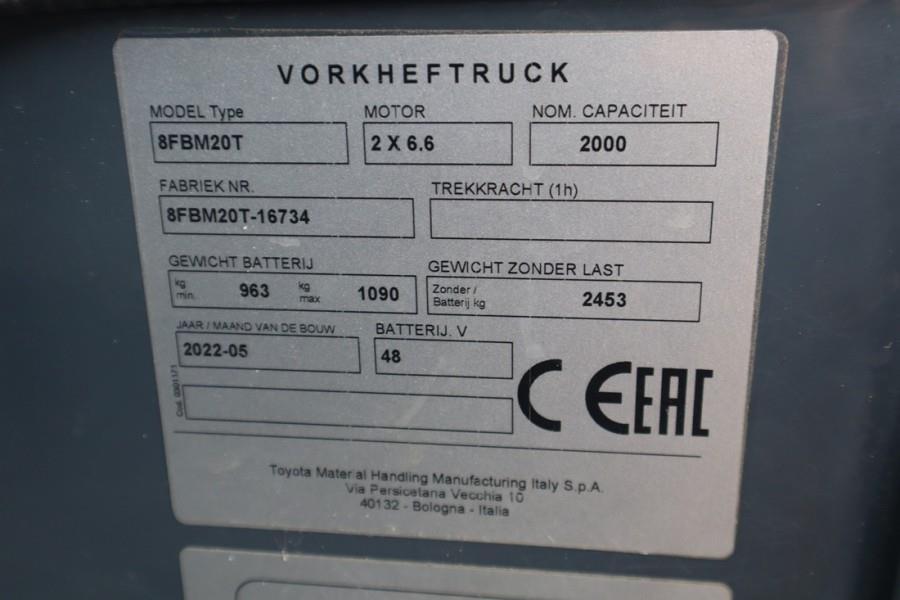 VORKHEFTRUCK
MODEL Type MOTOR NOM. CAPACITEIT
8FBM20T 2 X 6.6 2000
FABRIEK NR. TREKKRACHT (1h)
8FBM20T-16734
GEWICHT BATTERIJ GEWICHT ZONDER LAST
kg min. 963 kg max 1090 Zonder / Batterij kg 2453
JAAR / MAAND VAN DE BOUW BATTERIJ. V
2022-05 48
CE EAC
Toyota Material Handling Manufacturing Italy S.p.A.
Via Persicetana Vecchia 10
40132 - Bologna - Italia